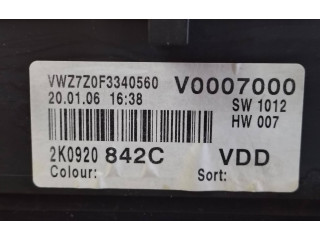 VWZ7Z0F3340560 V0007000
20.01.06 16:38 SW 1012
HW 007
2K0920 842C VDD
Colour: Sort: